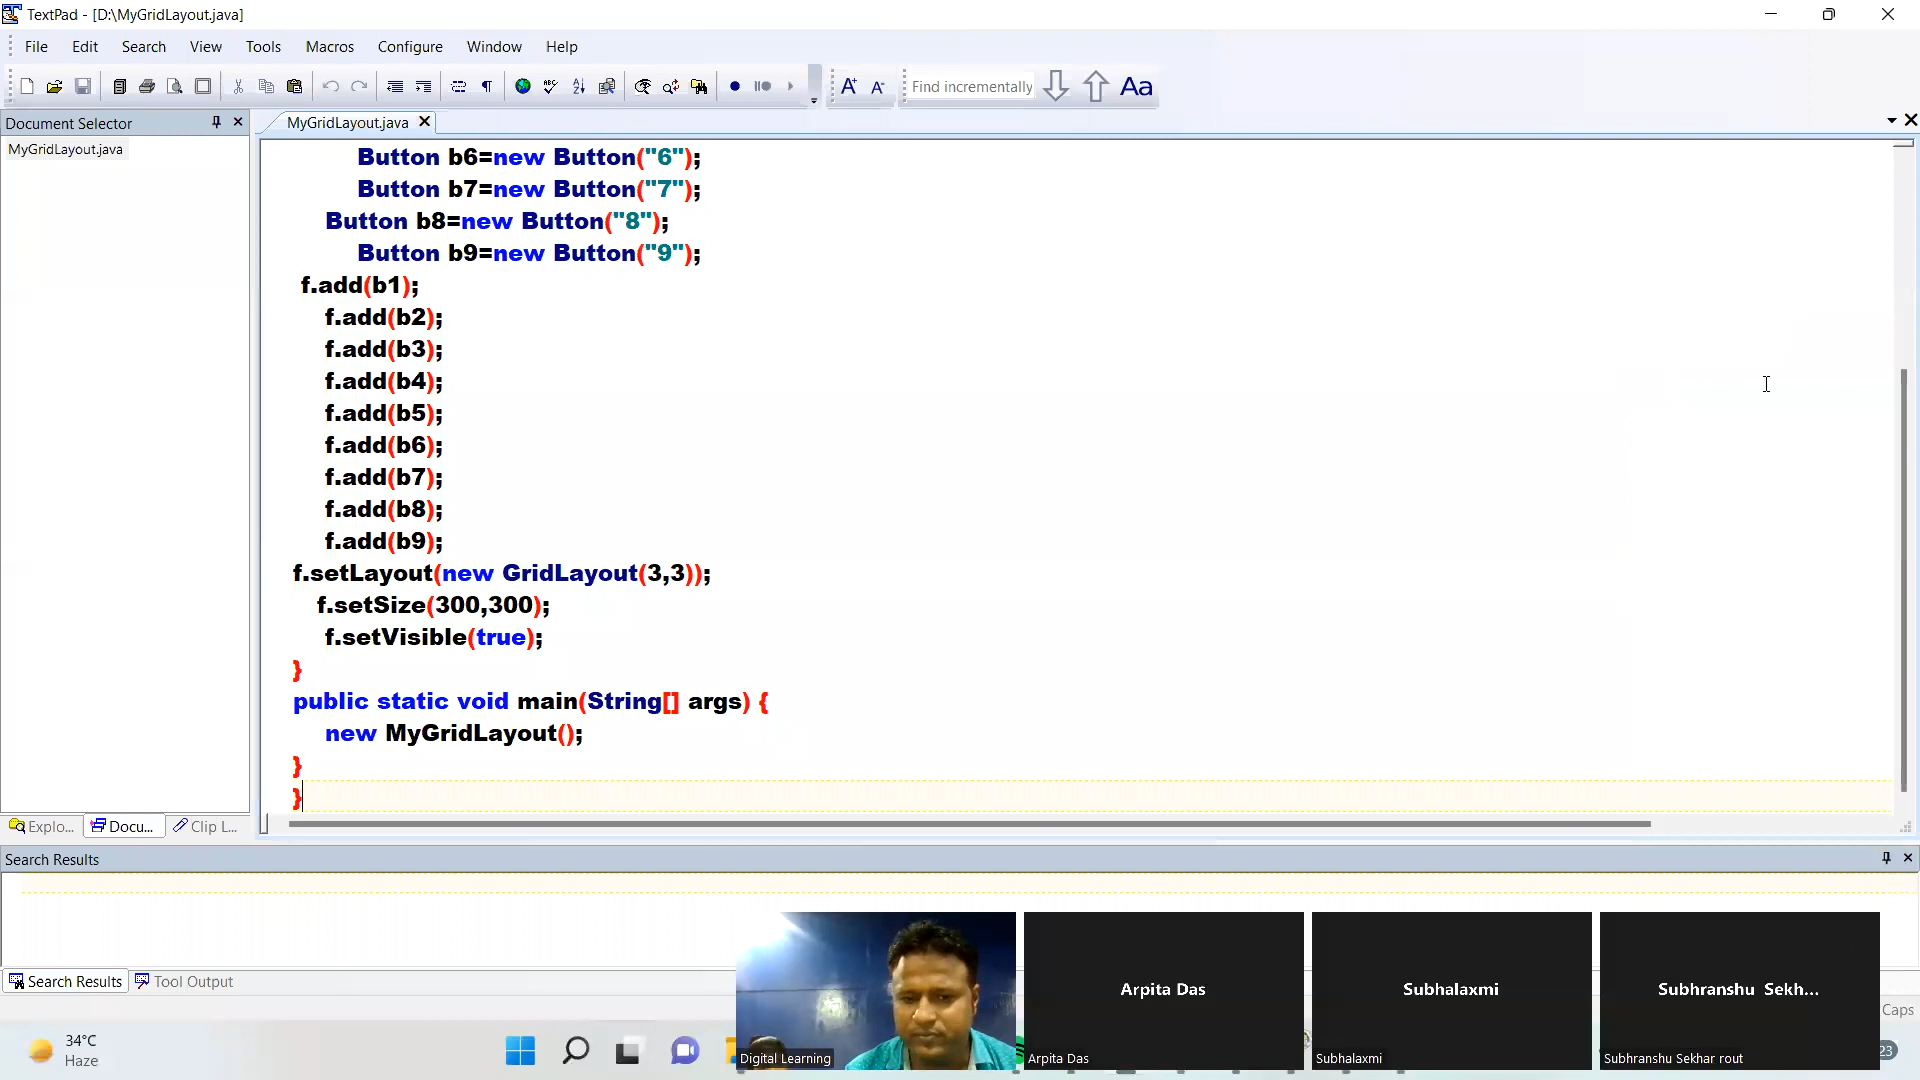 TextPad - [D:\MyGridLayout.java]
File Edit Search View Tools Macros Configure Window Help
Find incrementally
Aa
Document Selector
MyGridLayout.java
MyGridLayout.java
Button b6=new Button("6");
Button b7=new Button("7");
Button b8=new Button("8");
Button b9=new Button("9");
f.add(b1);
f.add(b2);
f.add(b3);
f.add(b4);
f.add(b5);
f.add(b6);
f.add(b7);
f.add(b8);
f.add(b9);
f.setLayout(new GridLayout(3,3));
f.setSize(300,300);
f.setVisible(true);
}
public static void main(String[] args) {
new MyGridLayout();
}
}
Explo... Docu... Clip L...
Search Results
Search Results Tool Output
Arpita Das
Subhalaxmi
Subhranshu Sekh...
Caps
34°C
Haze
Digital Learning
Arpita Das
Subhalaxmi
Subhranshu Sekhar rout
23